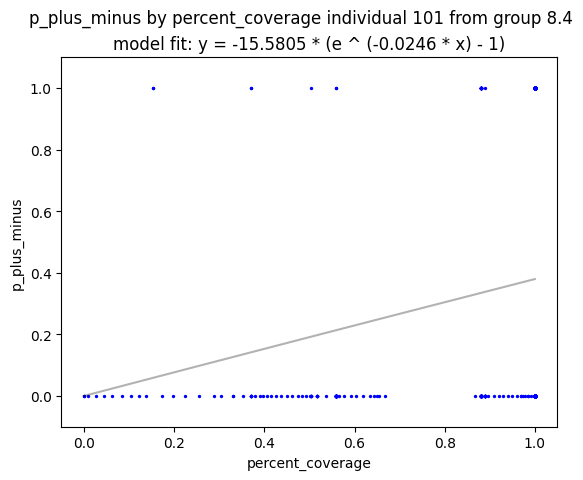 p_plus_minus by percent_coverage individual 101 from group 8.4
model fit: y = -15.5805 * (e ^ (-0.0246 * x) - 1)
1.0
0.8
0.6
0.4
0.2
0.0
p_plus_minus
0.0 0.2 0.4 0.6 0.8 1.0
percent_coverage